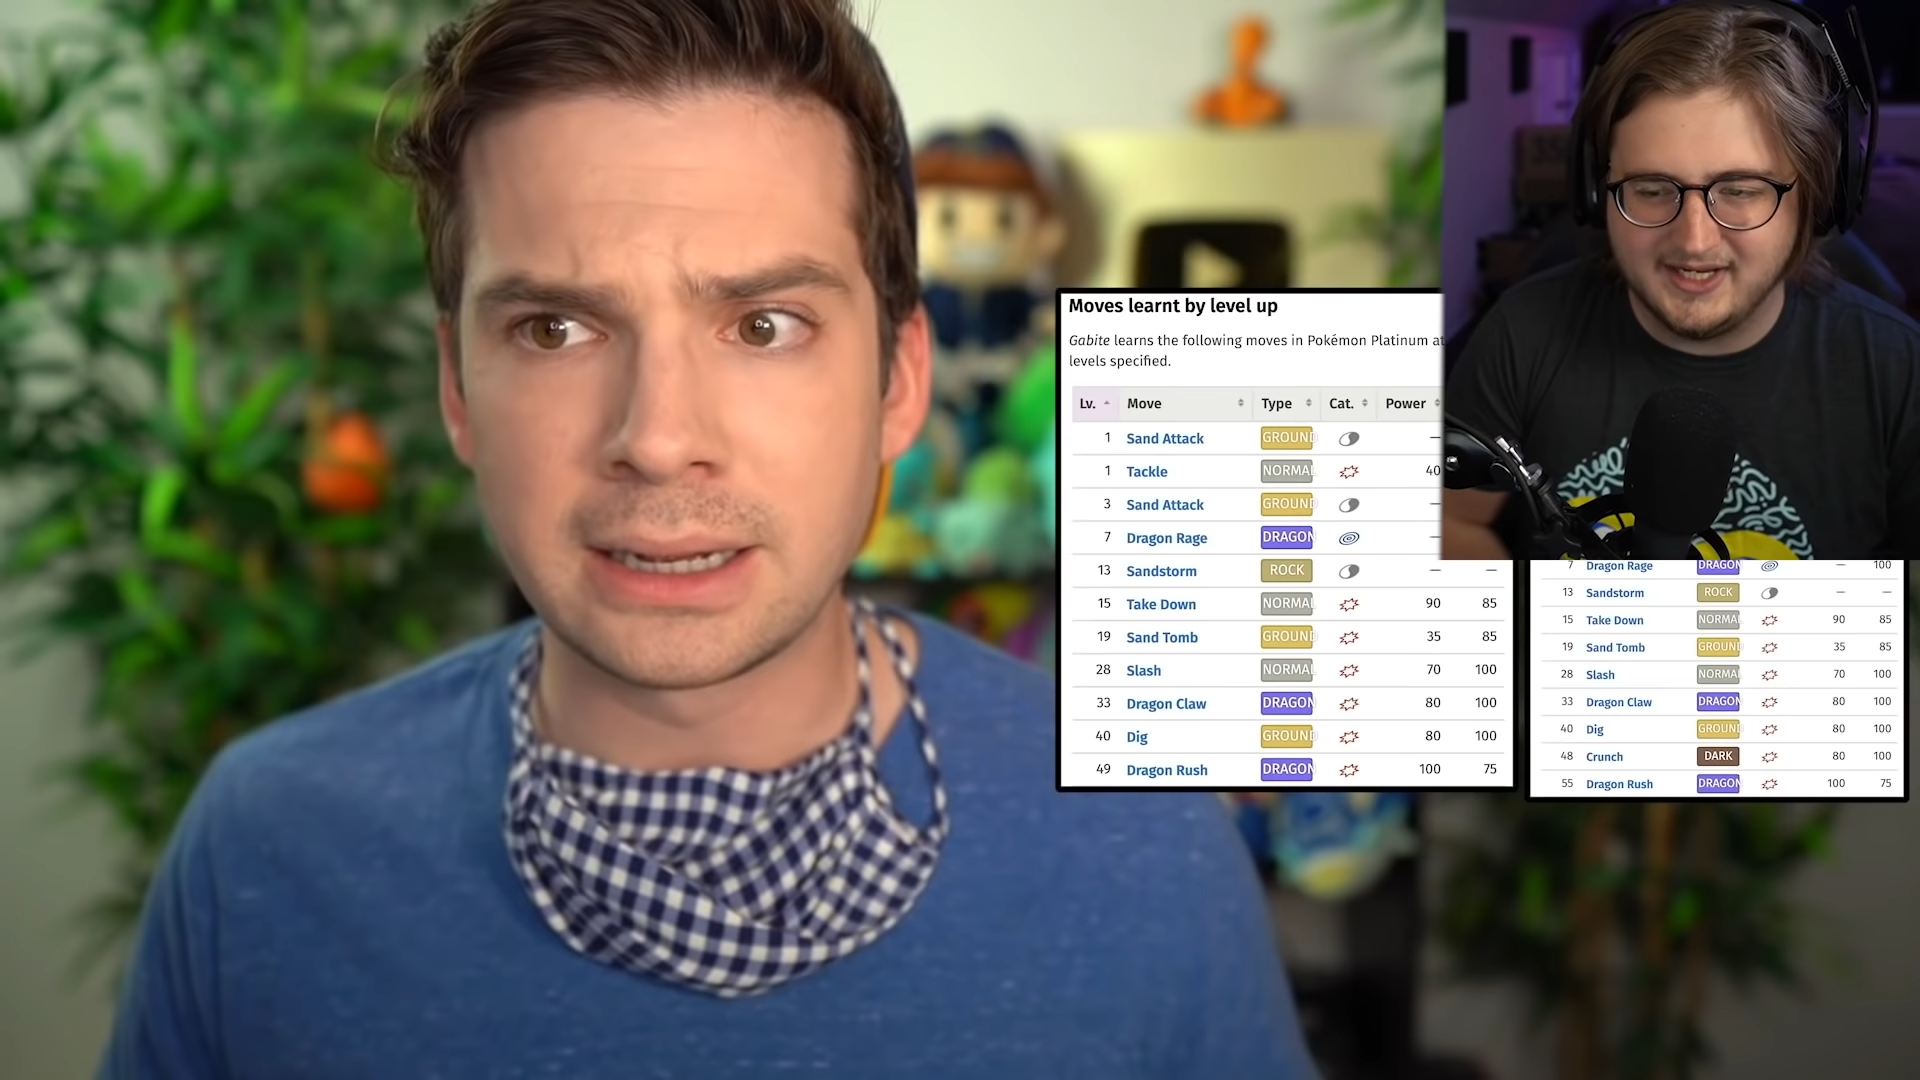 Moves learnt by level up
Gabite learns the following moves in Pokémon Platinum at
levels specified.
Lv. Move Type Cat. Power
1 Sand Attack GROUND —
1 Tackle NORMAL 40
3 Sand Attack GROUND —
7 Dragon Rage DRAGON —
13 Sandstorm ROCK — —
15 Take Down NORMAL 90 85
19 Sand Tomb GROUND 35 85
28 Slash NORMAL 70 100
33 Dragon Claw DRAGON 80 100
40 Dig GROUND 80 100
49 Dragon Rush DRAGON 100 75
7 Dragon Rage DRAGON — 100
13 Sandstorm ROCK — —
15 Take Down NORMAL 90 85
19 Sand Tomb GROUND 35 85
28 Slash NORMAL 70 100
33 Dragon Claw DRAGON 80 100
40 Dig GROUND 80 100
48 Crunch DARK 80 100
55 Dragon Rush DRAGON 100 75